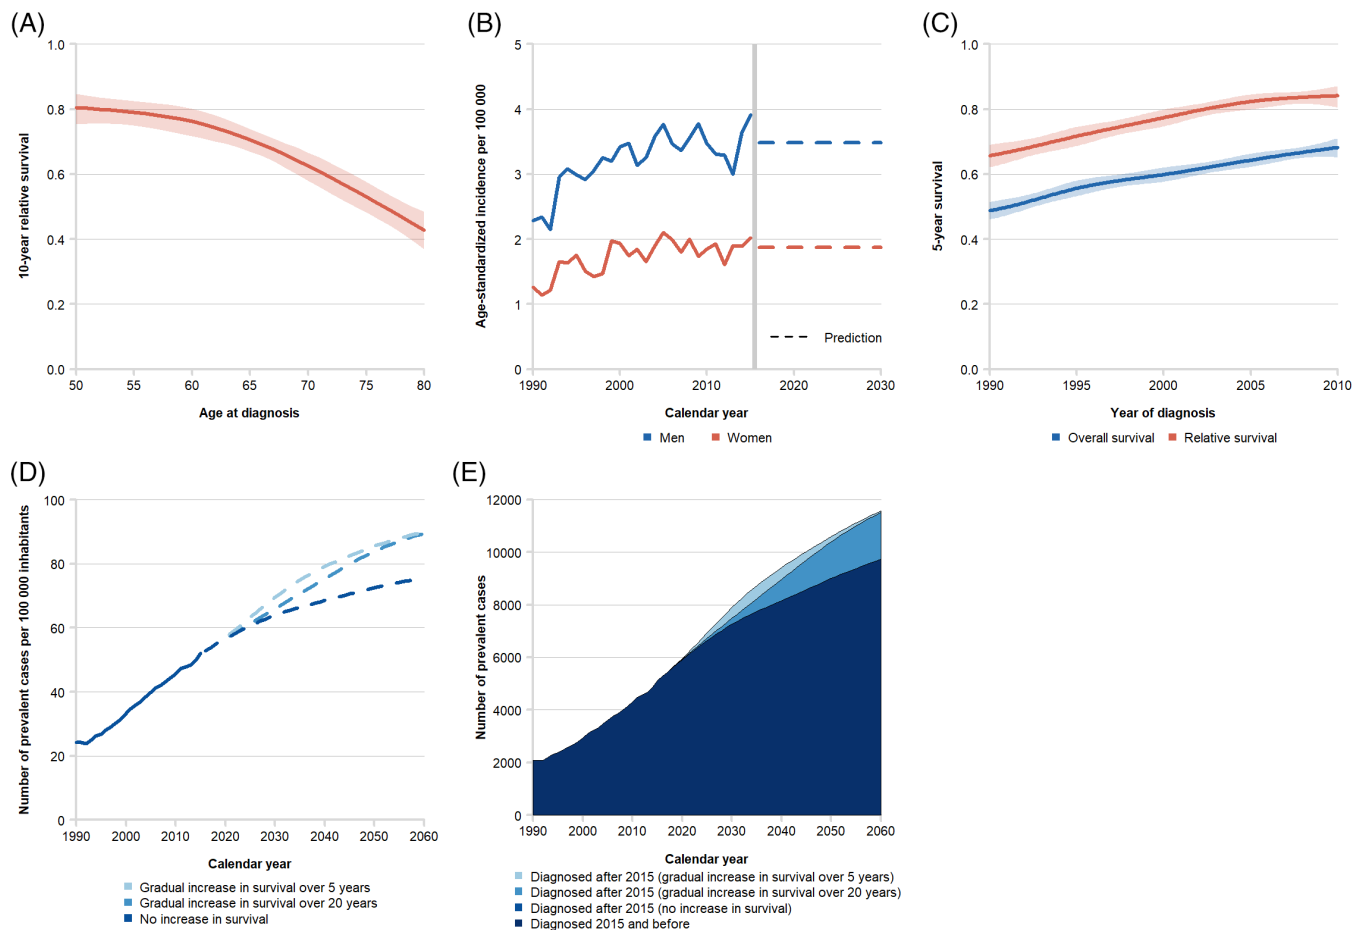 (A)
10-year relative survival
1.0
0.8
0.6
0.4
0.2
0.0
50 55 60 65 70 75 80
Age at diagnosis
(B)
Age-standardized incidence per 100 000
5
4
3
2
1
0
Prediction
1990 2000 2010 2020 2030
Calendar year
Men Women
(C)
5-year survival
1.0
0.8
0.6
0.4
0.2
0.0
1990 1995 2000 2005 2010
Year of diagnosis
Overall survival Relative survival
(D)
Number of prevalent cases per 100 000 inhabitants
100
80
60
40
20
0
1990 2000 2010 2020 2030 2040 2050 2060
Calendar year
Gradual increase in survival over 5 years
Gradual increase in survival over 20 years
No increase in survival
(E)
Number of prevalent cases
12000
10000
8000
6000
4000
2000
0
1990 2000 2010 2020 2030 2040 2050 2060
Calendar year
Diagnosed after 2015 (gradual increase in survival over 5 years)
Diagnosed after 2015 (gradual increase in survival over 20 years)
Diagnosed after 2015 (no increase in survival)
Diagnosed 2015 and before